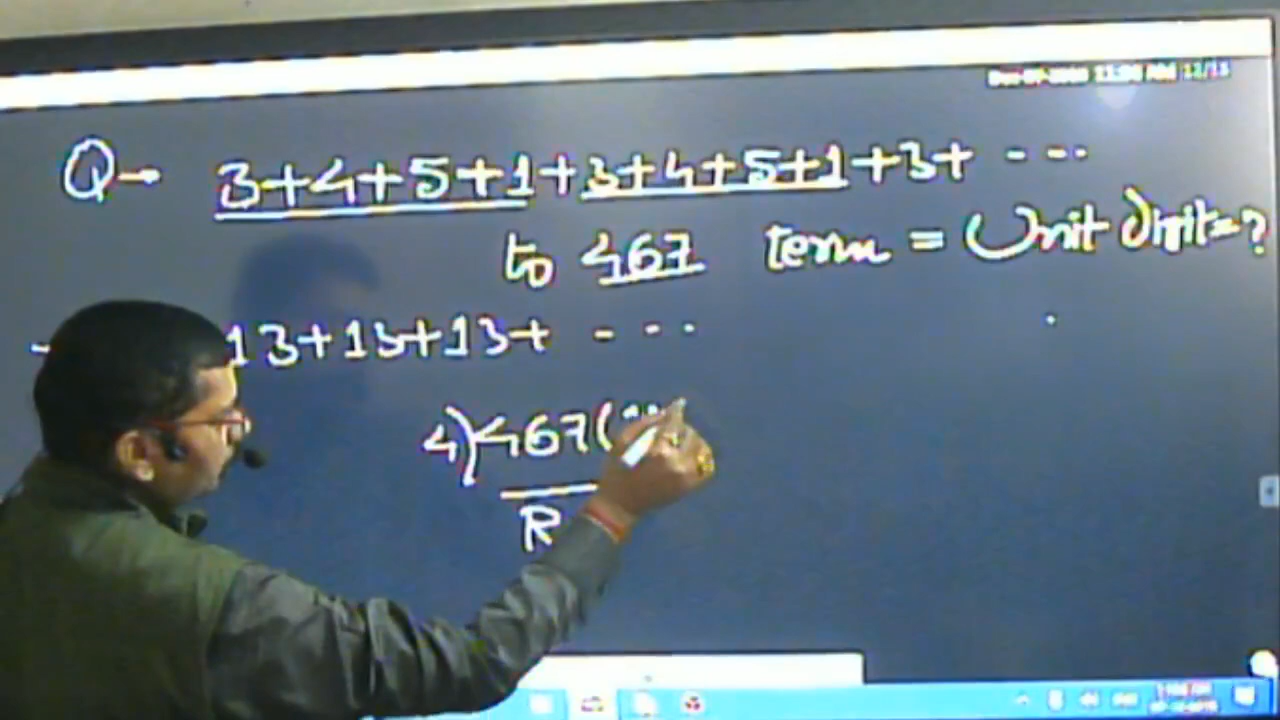 Q→ 3+4+5+1+3+4+5+1+3+ ---
to 467 term = Unit digit=?
13+13+13+ ---
4)467(
R